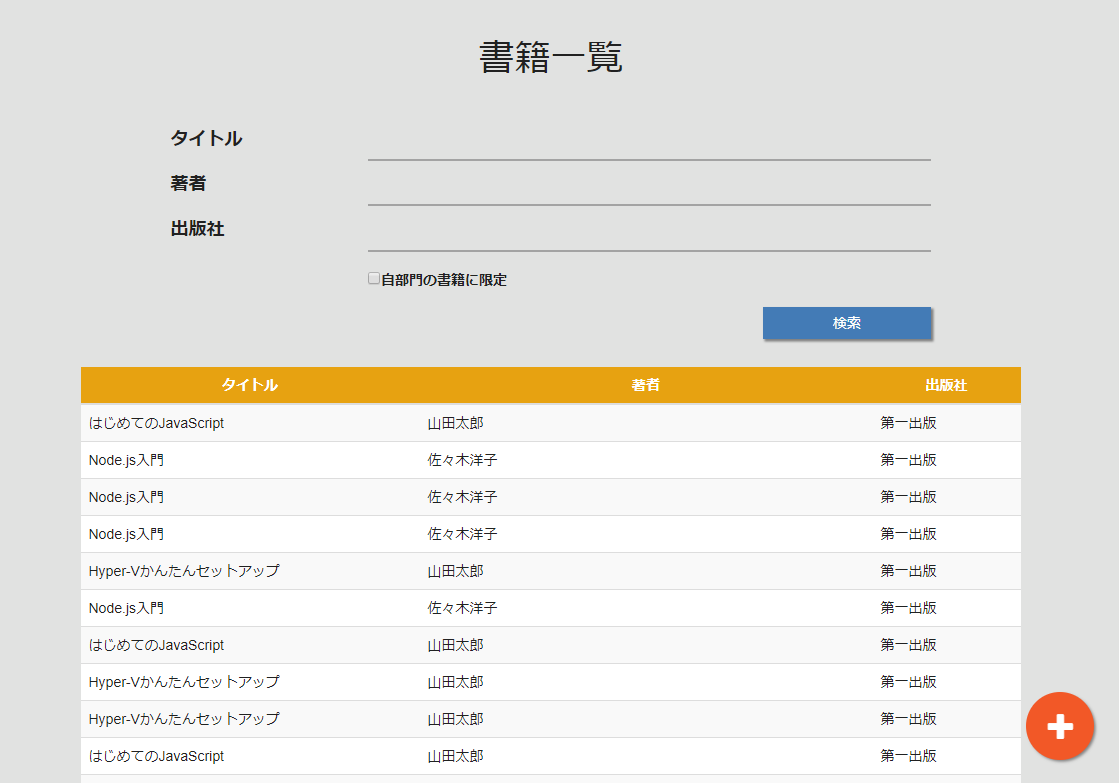 書籍一覧
タイトル
著者
出版社
自部門の書籍に限定
検索
タイトル 著者 出版社
はじめてのJavaScript 山田太郎 第一出版
Node.js入門 佐々木洋子 第一出版
Node.js入門 佐々木洋子 第一出版
Node.js入門 佐々木洋子 第一出版
Hyper-Vかんたんセットアップ 山田太郎 第一出版
Node.js入門 佐々木洋子 第一出版
はじめてのJavaScript 山田太郎 第一出版
Hyper-Vかんたんセットアップ 山田太郎 第一出版
Hyper-Vかんたんセットアップ 山田太郎 第一出版
はじめてのJavaScript 山田太郎 第一出版